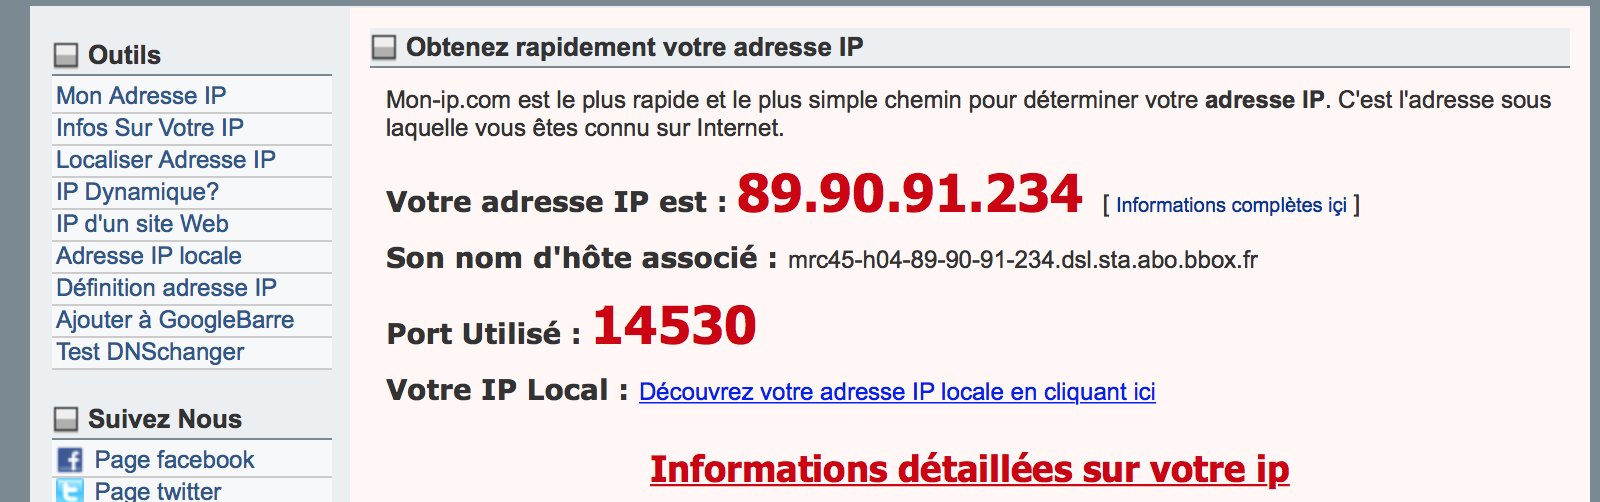 Outils
Mon Adresse IP
Infos Sur Votre IP
Localiser Adresse IP
IP Dynamique?
IP d'un site Web
Adresse IP locale
Définition adresse IP
Ajouter à GoogleBarre
Test DNSchanger
Suivez Nous
Page facebook
Page twitter
Obtenez rapidement votre adresse IP
Mon-ip.com est le plus rapide et le plus simple chemin pour déterminer votre adresse IP. C'est l'adresse sous
laquelle vous êtes connu sur Internet.
Votre adresse IP est : 89.90.91.234 [ Informations complètes içi ]
Son nom d'hôte associé : mrc45-h04-89-90-91-234.dsl.sta.abo.bbox.fr
Port Utilisé : 14530
Votre IP Local : Découvrez votre adresse IP locale en cliquant ici
Informations détaillées sur votre ip